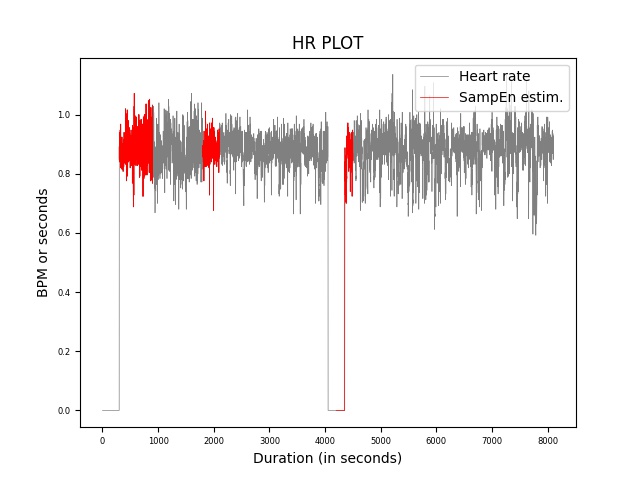 HR PLOT
Heart rate
SampEn estim.
BPM or seconds
1.0
0.8
0.6
0.4
0.2
0.0
0 1000 2000 3000 4000 5000 6000 7000 8000
Duration (in seconds)